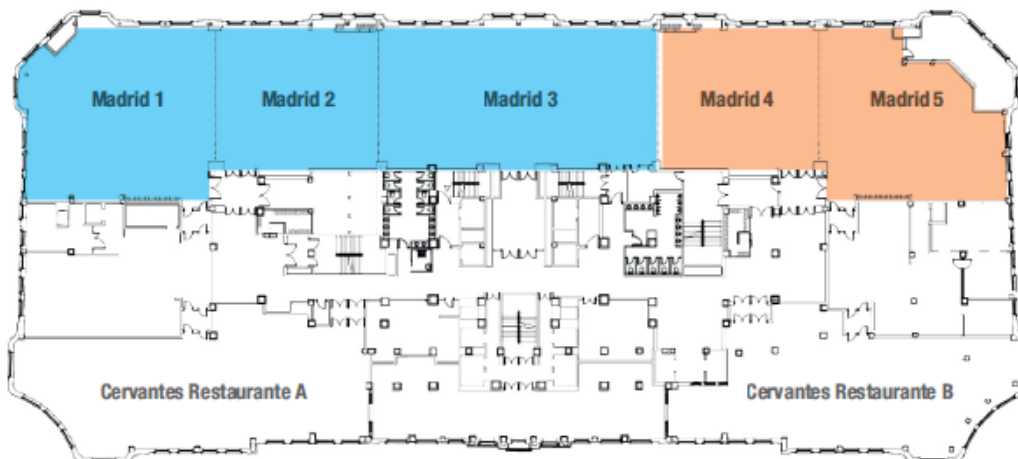 Madrid 1
Madrid 2
Madrid 3
Madrid 4
Madrid 5
Cervantes Restaurante A
Cervantes Restaurante B